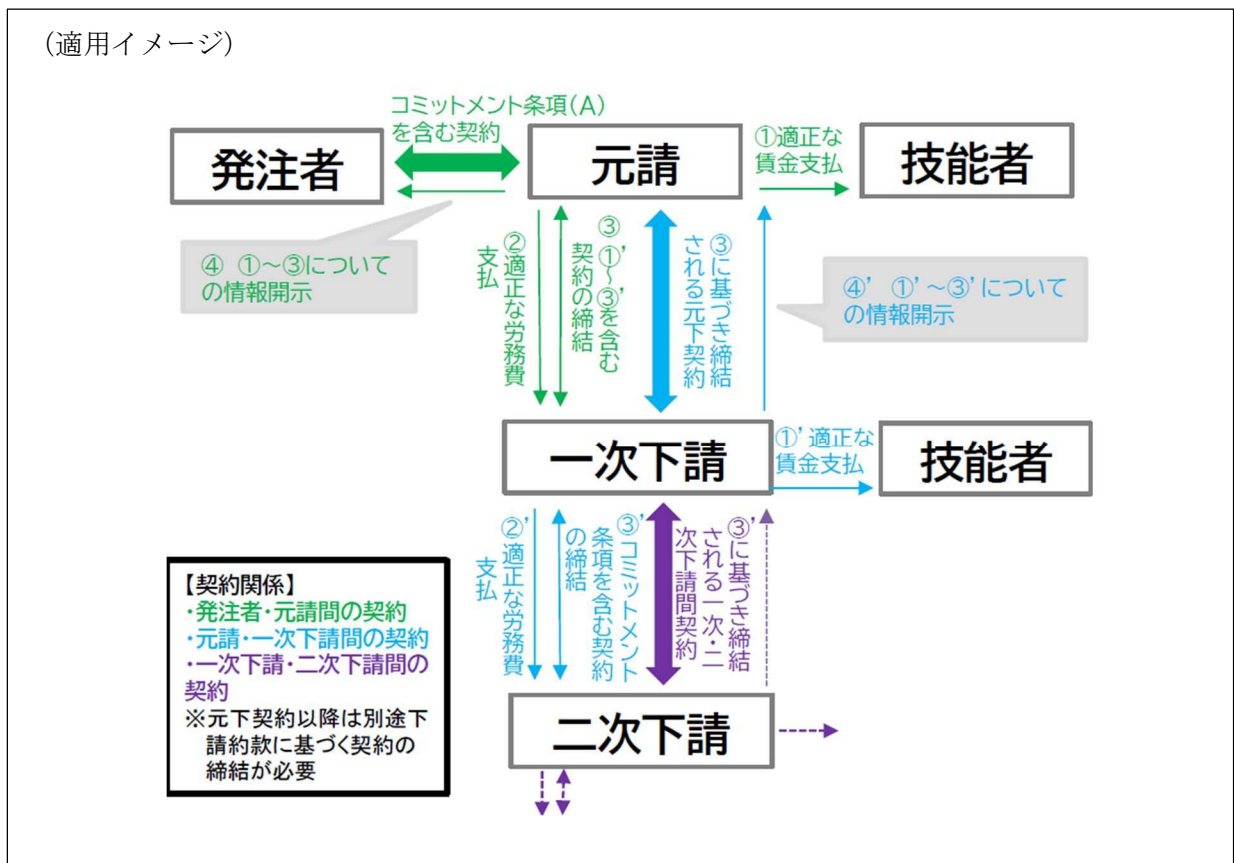 （適用イメージ）
コミットメント条項(A)
を含む契約
発注者
元請
①適正な
賃金支払
技能者
④ ①～③について
の情報開示
②適正な労務費
支払
③ ①’～③’を含む
契約の締結
③に基づき締結
される元下契約
④’ ①’～③’について
の情報開示
一次下請
①’適正な
賃金支払
技能者
②’適正な労務費
支払
③’コミットメント
条項を含む契約
の締結
③’に基づき締結
される一次・二
次下請間契約
【契約関係】
・発注者・元請間の契約
・元請・一次下請間の契約
・一次下請・二次下請間の
契約
※元下契約以降は別途下
請約款に基づく契約の
締結が必要
二次下請